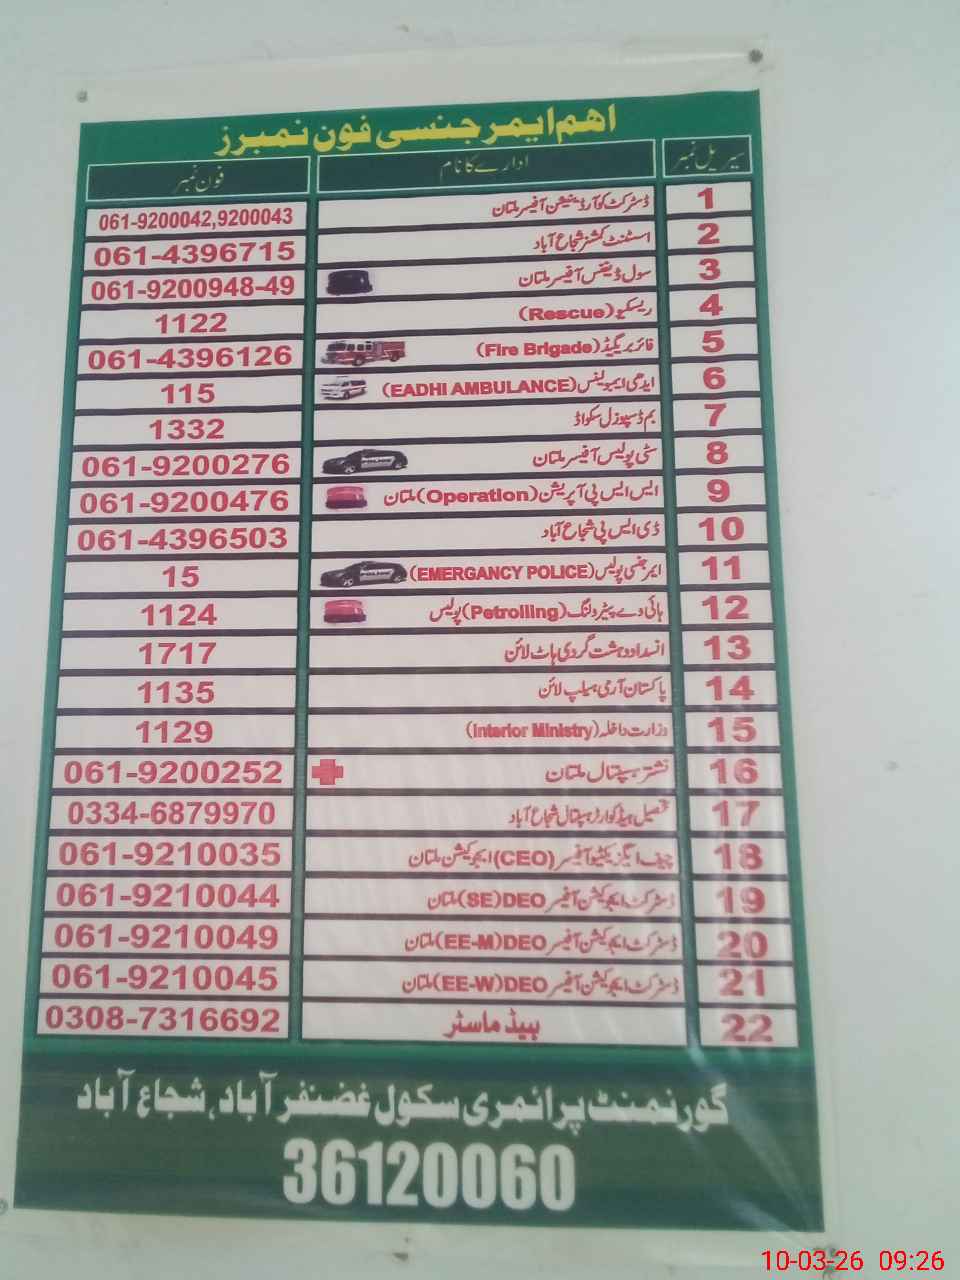 اہم ایمرجنسی فون نمبرز
سیریل نمبر ادارے کا نام فون نمبر
1 ڈسٹرکٹ کوآرڈینیشن آفیسر ملتان 061-9200042,9200043
2 اسسٹنٹ کمشنر شجاع آباد 061-4396715
3 سول ڈیفنس آفیسر ملتان 061-9200948-49
4 ریسکیو (Rescue) 1122
5 فائر بریگیڈ (Fire Brigade) 061-4396126
6 ایدھی ایمبولینس (EADHI AMBULANCE) 115
7 بم ڈسپوزل سکواڈ 1332
8 سٹی پولیس آفیسر ملتان 061-9200276
9 ایس ایس پی آپریشن (Operation) ملتان 061-9200476
10 ڈی ایس پی شجاع آباد 061-4396503
11 ایمرجنسی پولیس (EMERGANCY POLICE) 15
12 ہائی وے پیٹرولنگ (Petrolling) پولیس 1124
13 انسداد دہشت گردی ہاٹ لائن 1717
14 پاکستان آرمی ہیلپ لائن 1135
15 وزارت داخلہ (Interior Ministry) 1129
16 نشتر ہسپتال ملتان 061-9200252
17 تحصیل ہیڈ کوارٹر ہسپتال شجاع آباد 0334-6879970
18 چیف ایگزیکٹیو آفیسر (CEO) ایجوکیشن ملتان 061-9210035
19 ڈسٹرکٹ ایجوکیشن آفیسر DEO (SE) ملتان 061-9210044
20 ڈسٹرکٹ ایجوکیشن آفیسر DEO (EE-M) ملتان 061-9210049
21 ڈسٹرکٹ ایجوکیشن آفیسر DEO (EE-W) ملتان 061-9210045
22 ہیڈ ماسٹر 0308-7316692
گورنمنٹ پرائمری سکول غضنفر آباد، شجاع آباد
36120060
10-03-26 09:26